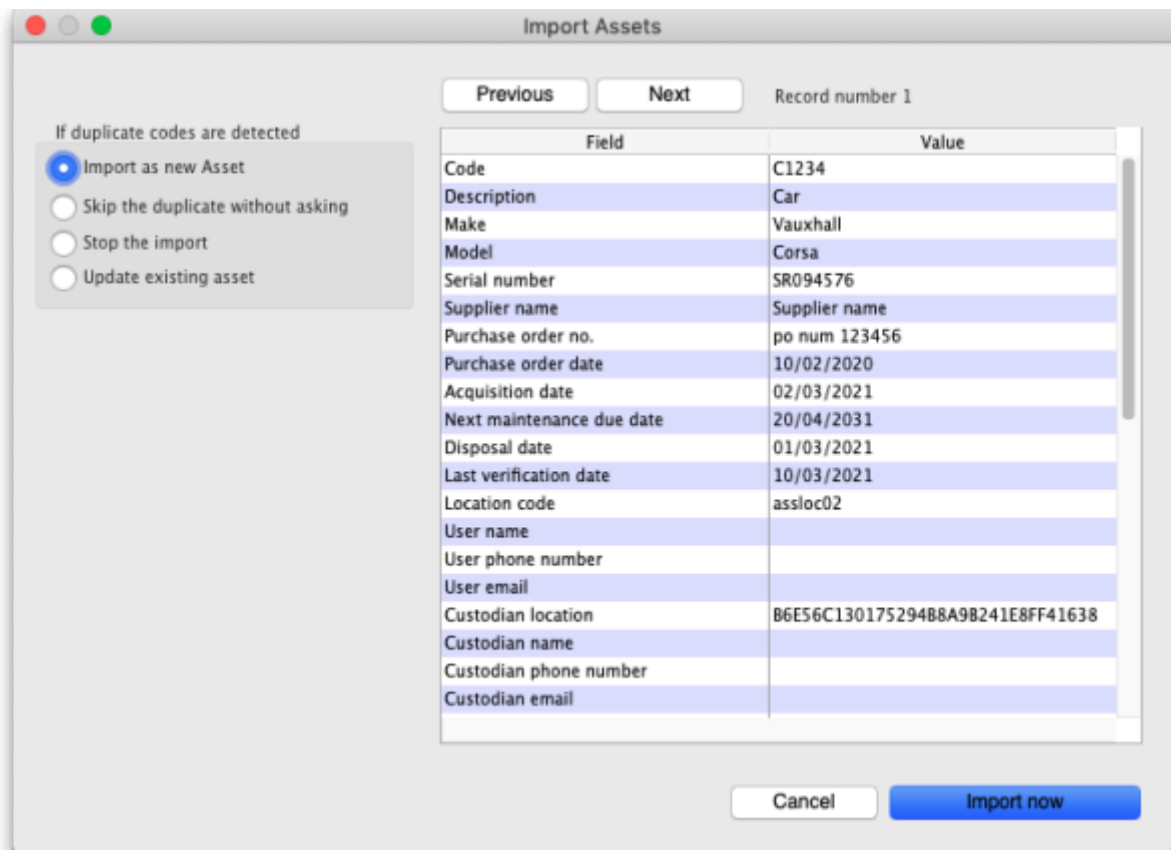 Import Assets
Previous Next Record number 1
If duplicate codes are detected
Import as new Asset
Skip the duplicate without asking
Stop the import
Update existing asset
Field Value
Code C1234
Description Car
Make Vauxhall
Model Corsa
Serial number SR094576
Supplier name Supplier name
Purchase order no. po num 123456
Purchase order date 10/02/2020
Acquisition date 02/03/2021
Next maintenance due date 20/04/2031
Disposal date 01/03/2021
Last verification date 10/03/2021
Location code assloc02
User name
User phone number
User email
Custodian location B6E56C130175294B8A9B241E8FF41638
Custodian name
Custodian phone number
Custodian email
Cancel Import now